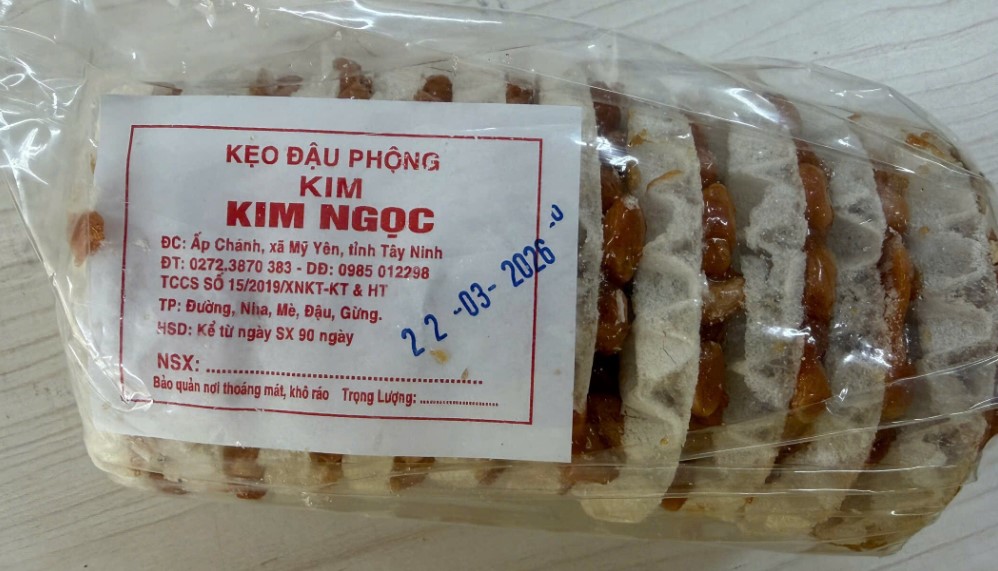 KẸO ĐẬU PHỘNG
KIM
KIM NGỌC
ĐC: Ấp Chánh, xã Mỹ Yên, tỉnh Tây Ninh
ĐT: 0272.3870 383 - DĐ: 0985 012298
TCCS SỐ 15/2019/XNKT-KT & HT
TP: Đường, Nha, Mè, Đậu, Gừng.
HSD: Kể từ ngày SX 90 ngày
22-03-2026
NSX: ....................................................
Bảo quản nơi thoáng mát, khô ráo Trọng Lượng: ........................